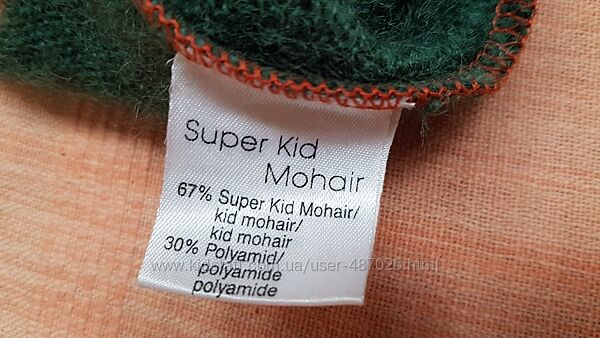 Super Kid
Mohair
67% Super Kid Mohair/
kid mohair/
kid mohair
30% Polyamid/
polyamide
polyamide